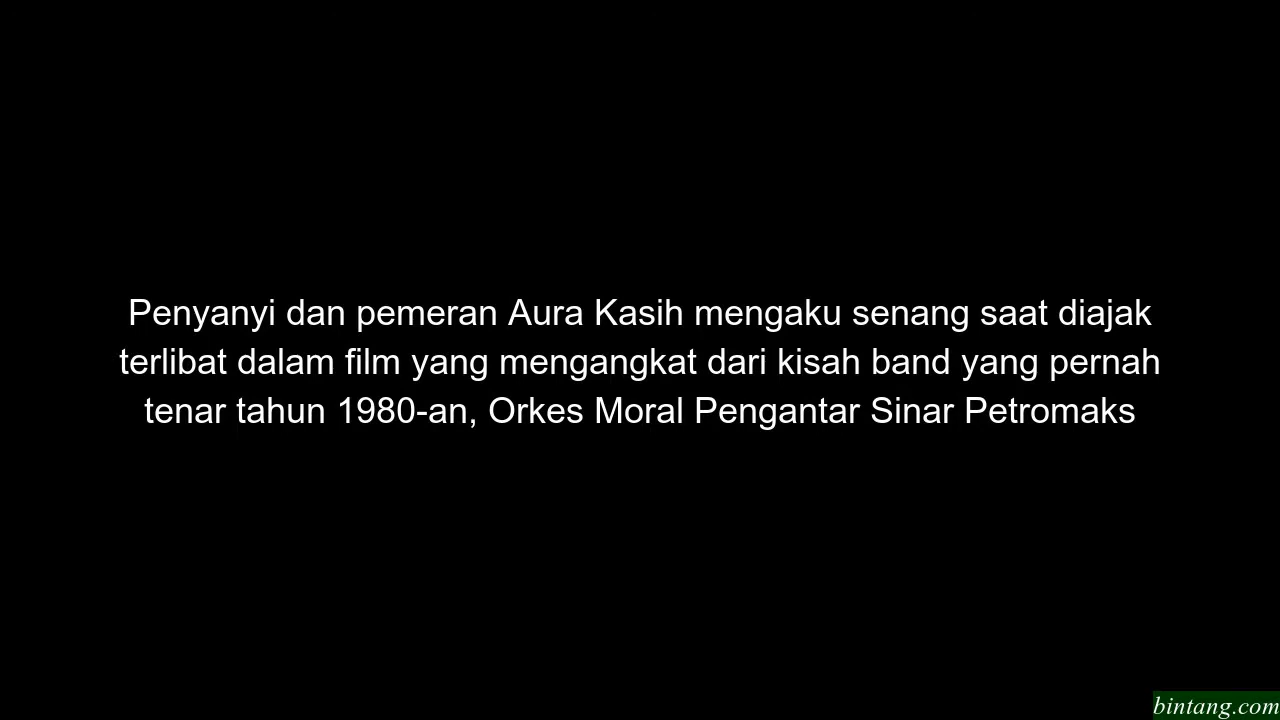 Penyanyi dan pemeran Aura Kasih mengaku senang saat diajak
terlibat dalam film yang mengangkat dari kisah band yang pernah
tenar tahun 1980-an, Orkes Moral Pengantar Sinar Petromaks
bintang.com